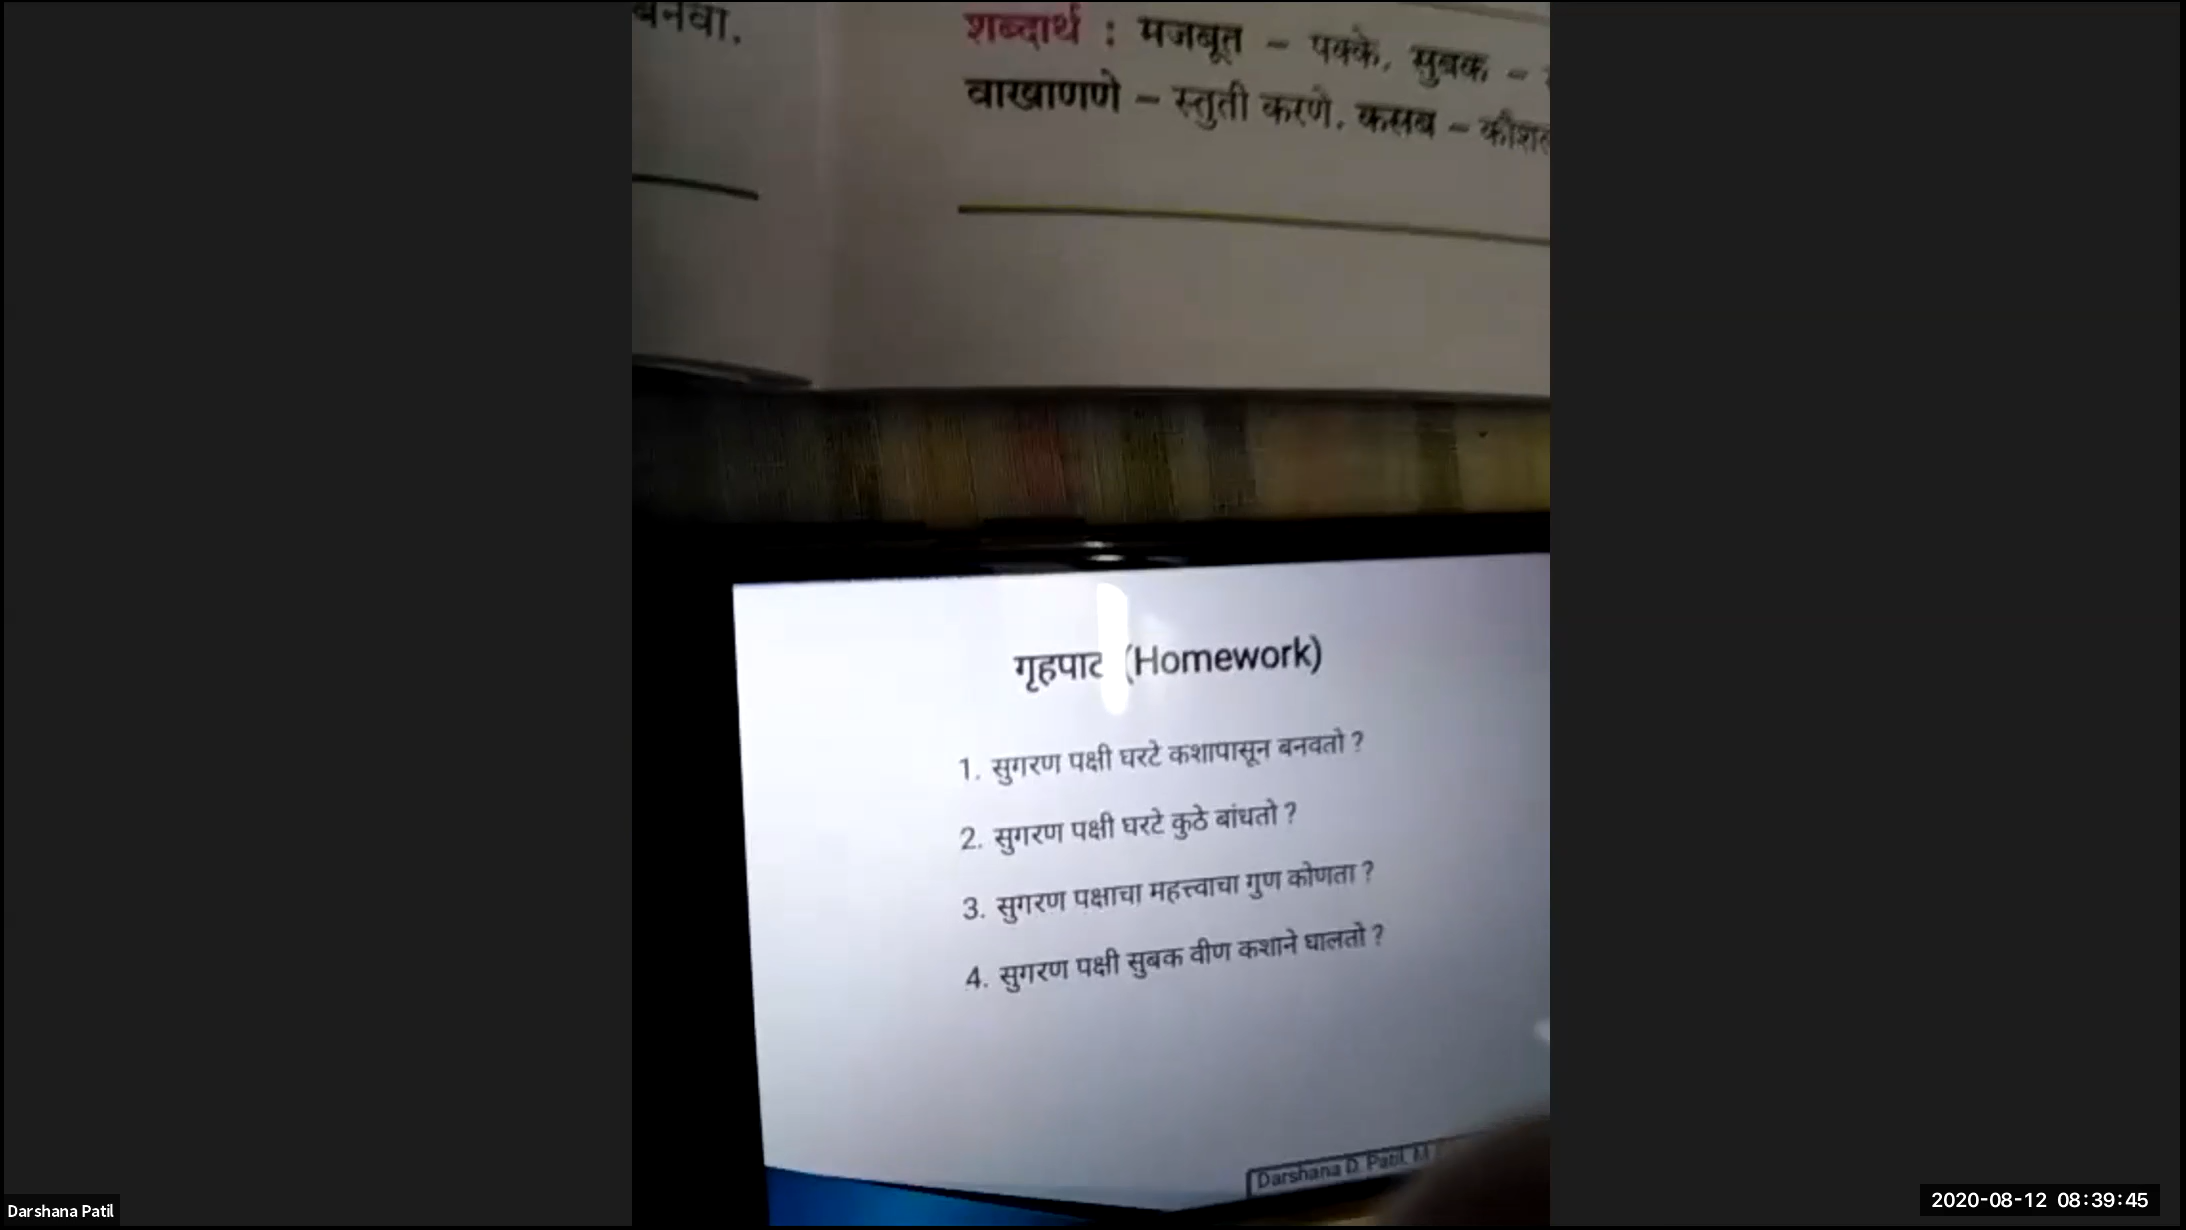 बनवा.
शब्दार्थ : मजबूत – पक्के, सुबक –
वाखाणणे – स्तुती करणे. कसब –
(Homework)
1. सुगरण पक्षी घरटे कशापासून बनवतो ?
2. सुगरण पक्षी घरटे कुठे बांधतो ?
3. सुगरण पक्षाचा महत्त्वाचा गुण कोणता ?
4. सुगरण पक्षी सुबक वीण कशाने घालतो ?
Darshana D. Patil, M
Darshana Patil
2020-08-12 08:39:45